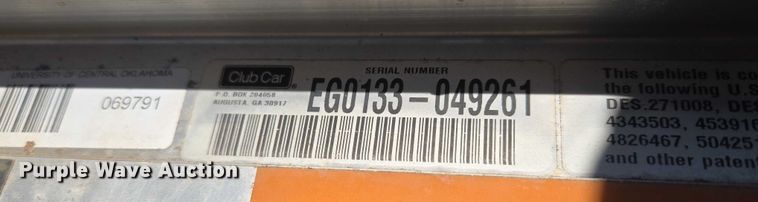 UNIVERSITY OF CENTRAL OKLAHOMA
069791
Club Car
P.O. BOX 204658
AUGUSTA, GA 30917
SERIAL NUMBER
EG0133-049261
This vehicle is co
the following U.S
DES.271008, DES
4343503, 453916
4826467, 504251
and other patent
Purple Wave Auction